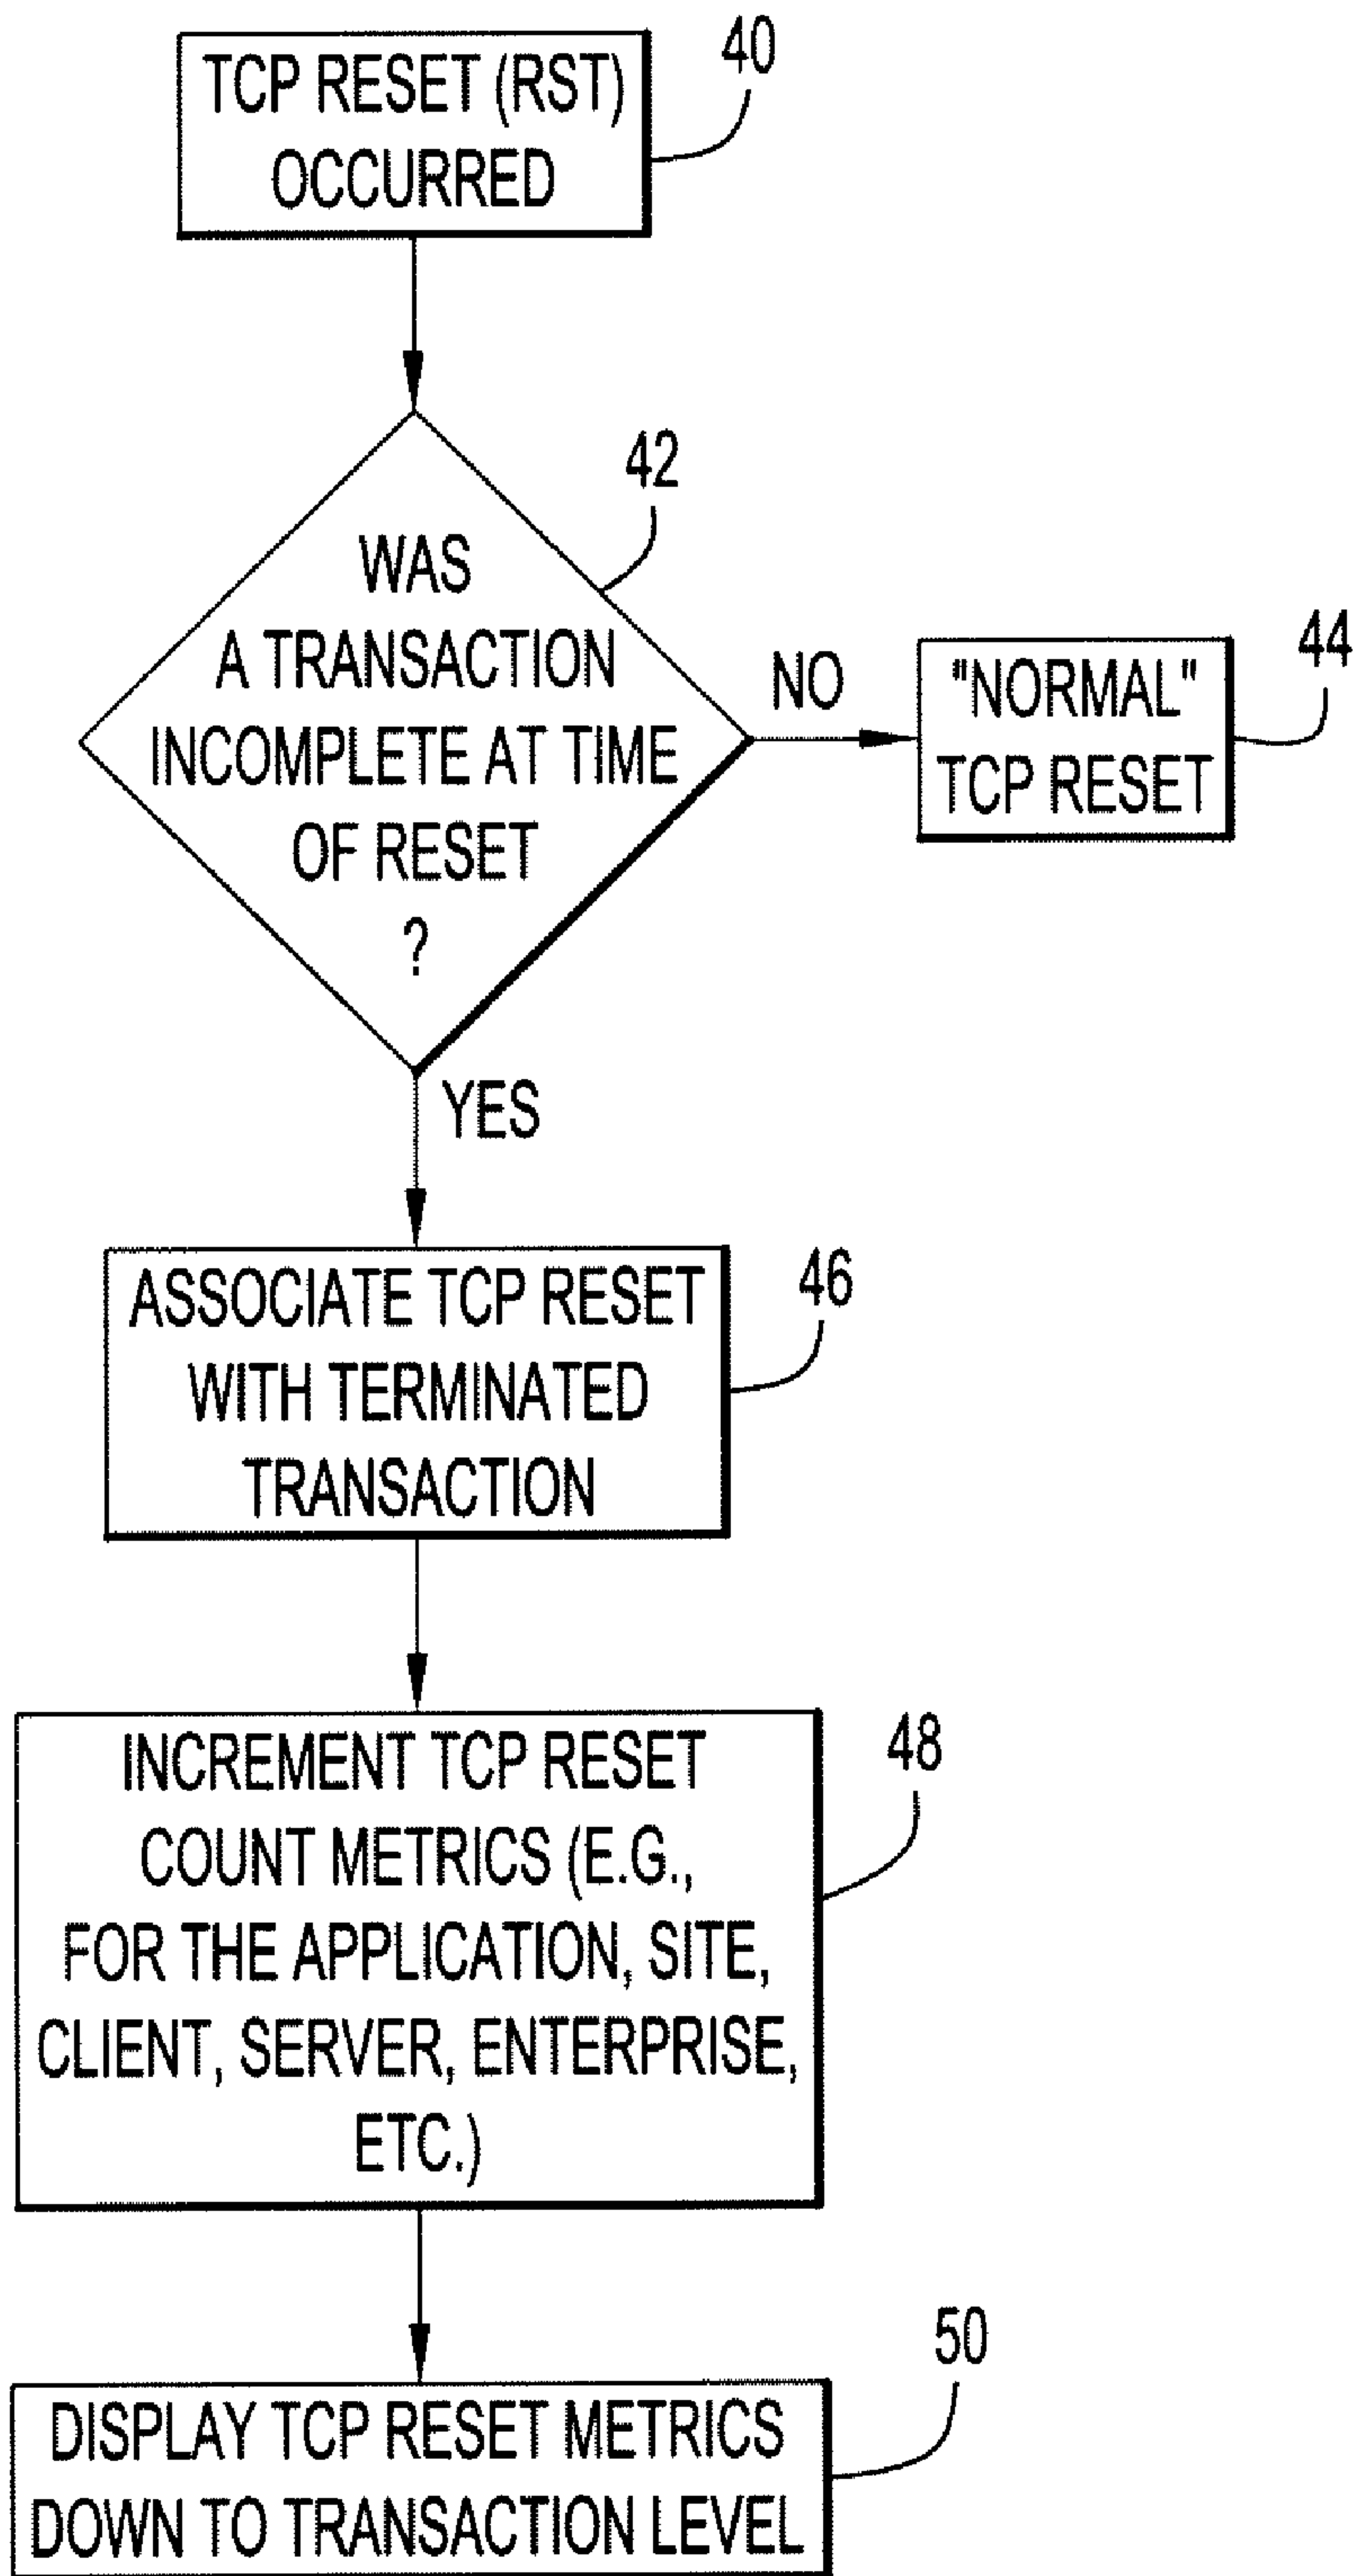 TCP RESET (RST)
OCCURRED
40
WAS
A TRANSACTION
INCOMPLETE AT TIME
OF RESET
?
42
NO
"NORMAL"
TCP RESET
44
YES
ASSOCIATE TCP RESET
WITH TERMINATED
TRANSACTION
46
INCREMENT TCP RESET
COUNT METRICS (E.G.,
FOR THE APPLICATION, SITE,
CLIENT, SERVER, ENTERPRISE,
ETC.)
48
DISPLAY TCP RESET METRICS
DOWN TO TRANSACTION LEVEL
50